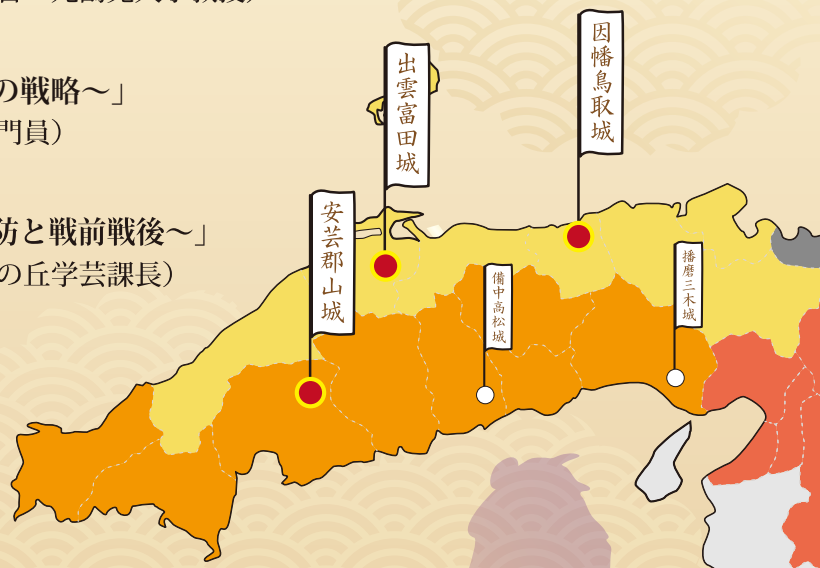 の戦略～」
門員）
防と戦前戦後～」
の丘学芸課長）
因幡鳥取城
出雲富田城
安芸郡山城
備中高松城
播磨三木城